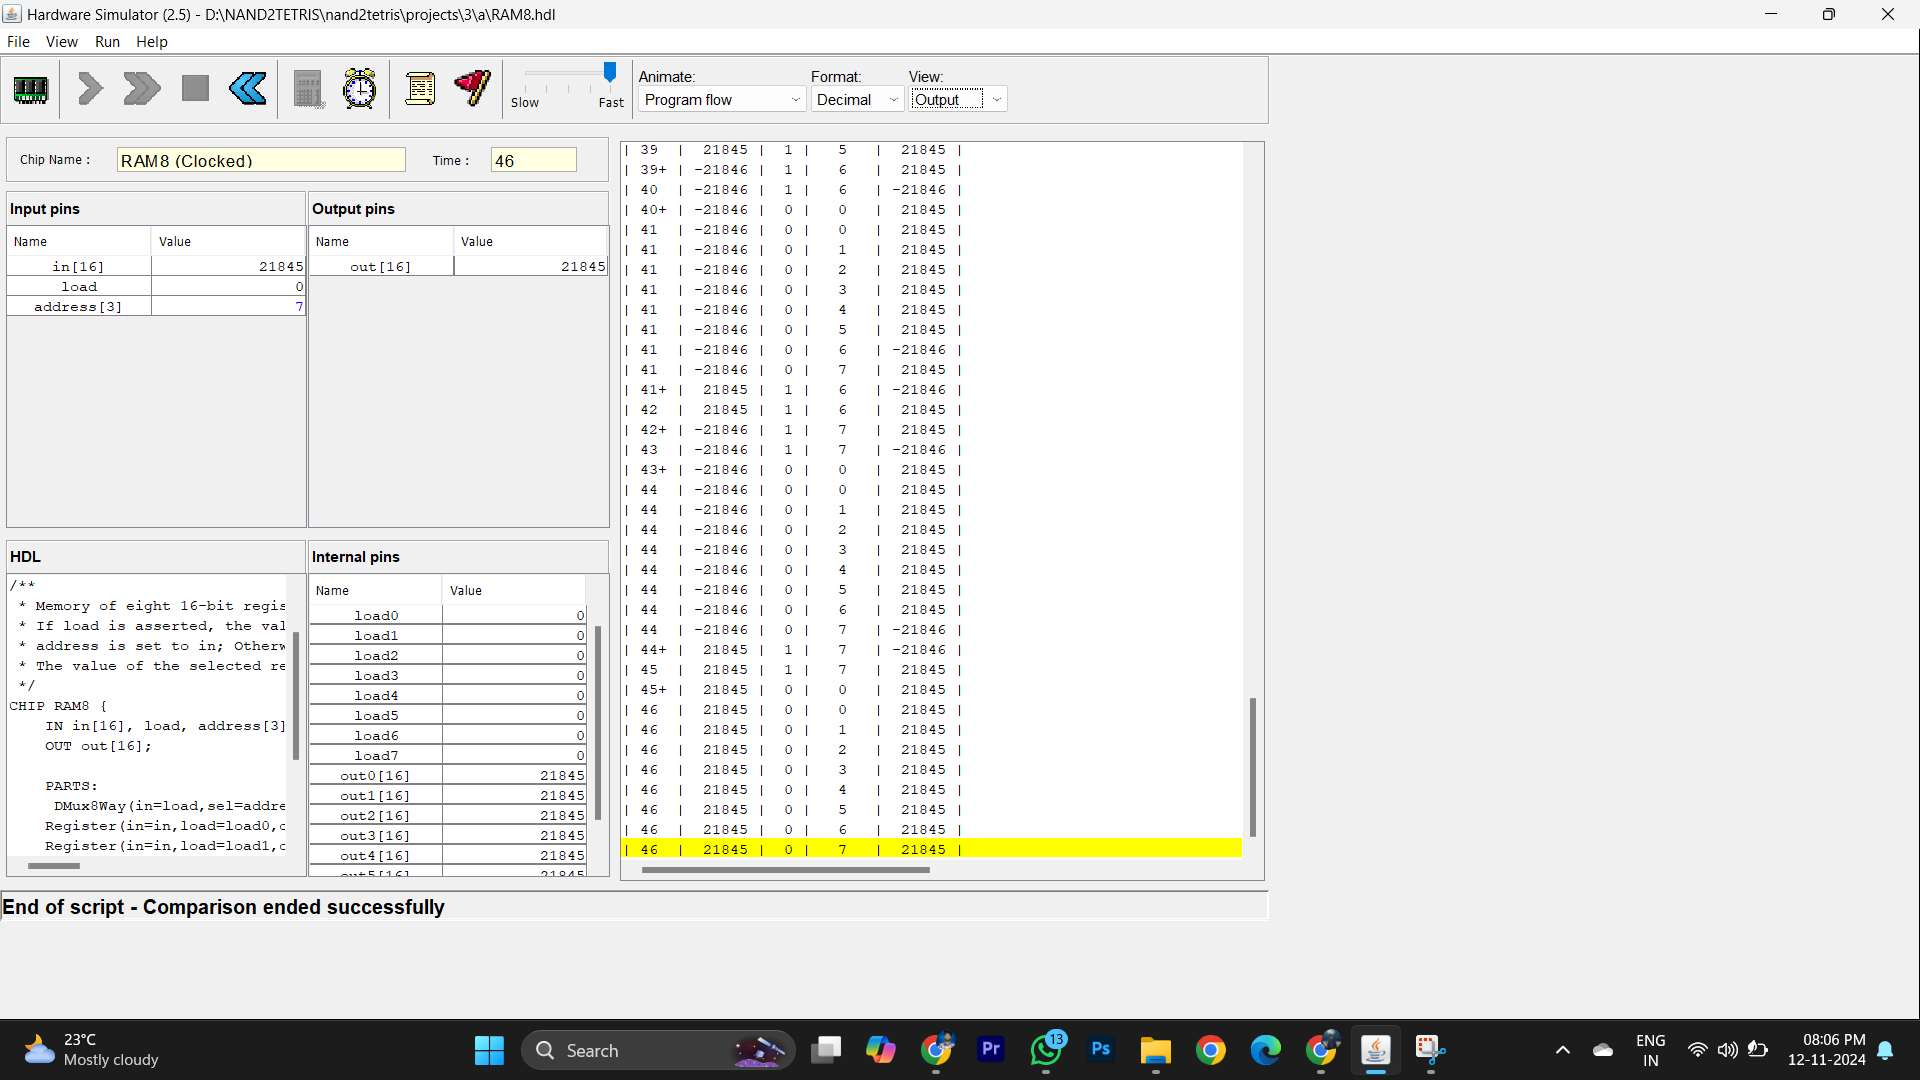 Hardware Simulator (2.5) - D:\NAND2TETRIS\nand2tetris\projects\3\a\RAM8.hdl
File View Run Help
Slow Fast
Animate: Format: View:
Program flow Decimal Output
Chip Name : RAM8 (Clocked) Time : 46
Input pins
Name Value
in[16] 21845
load 0
address[3] 7
Output pins
Name Value
out[16] 21845
HDL
/**
* Memory of eight 16-bit regis
* If load is asserted, the val
* address is set to in; Otherw
* The value of the selected re
*/
CHIP RAM8 {
IN in[16], load, address[3]
OUT out[16];
PARTS:
DMux8Way(in=load,sel=addre
Register(in=in,load=load0,o
Register(in=in,load=load1,o
Internal pins
Name Value
load0 0
load1 0
load2 0
load3 0
load4 0
load5 0
load6 0
load7 0
out0[16] 21845
out1[16] 21845
out2[16] 21845
out3[16] 21845
out4[16] 21845
out5[16] 21845
| 39 | 21845 | 1 | 5 | 21845 |
| 39+ | -21846 | 1 | 6 | 21845 |
| 40 | -21846 | 1 | 6 | -21846 |
| 40+ | -21846 | 0 | 0 | 21845 |
| 41 | -21846 | 0 | 0 | 21845 |
| 41 | -21846 | 0 | 1 | 21845 |
| 41 | -21846 | 0 | 2 | 21845 |
| 41 | -21846 | 0 | 3 | 21845 |
| 41 | -21846 | 0 | 4 | 21845 |
| 41 | -21846 | 0 | 5 | 21845 |
| 41 | -21846 | 0 | 6 | -21846 |
| 41 | -21846 | 0 | 7 | 21845 |
| 41+ | 21845 | 1 | 6 | -21846 |
| 42 | 21845 | 1 | 6 | 21845 |
| 42+ | -21846 | 1 | 7 | 21845 |
| 43 | -21846 | 1 | 7 | -21846 |
| 43+ | -21846 | 0 | 0 | 21845 |
| 44 | -21846 | 0 | 0 | 21845 |
| 44 | -21846 | 0 | 1 | 21845 |
| 44 | -21846 | 0 | 2 | 21845 |
| 44 | -21846 | 0 | 3 | 21845 |
| 44 | -21846 | 0 | 4 | 21845 |
| 44 | -21846 | 0 | 5 | 21845 |
| 44 | -21846 | 0 | 6 | 21845 |
| 44 | -21846 | 0 | 7 | -21846 |
| 44+ | 21845 | 1 | 7 | -21846 |
| 45 | 21845 | 1 | 7 | 21845 |
| 45+ | 21845 | 0 | 0 | 21845 |
| 46 | 21845 | 0 | 0 | 21845 |
| 46 | 21845 | 0 | 1 | 21845 |
| 46 | 21845 | 0 | 2 | 21845 |
| 46 | 21845 | 0 | 3 | 21845 |
| 46 | 21845 | 0 | 4 | 21845 |
| 46 | 21845 | 0 | 5 | 21845 |
| 46 | 21845 | 0 | 6 | 21845 |
| 46 | 21845 | 0 | 7 | 21845 |
End of script - Comparison ended successfully
23°C
Mostly cloudy
Search
Pr
13
Ps
ENG
IN
08:06 PM
12-11-2024